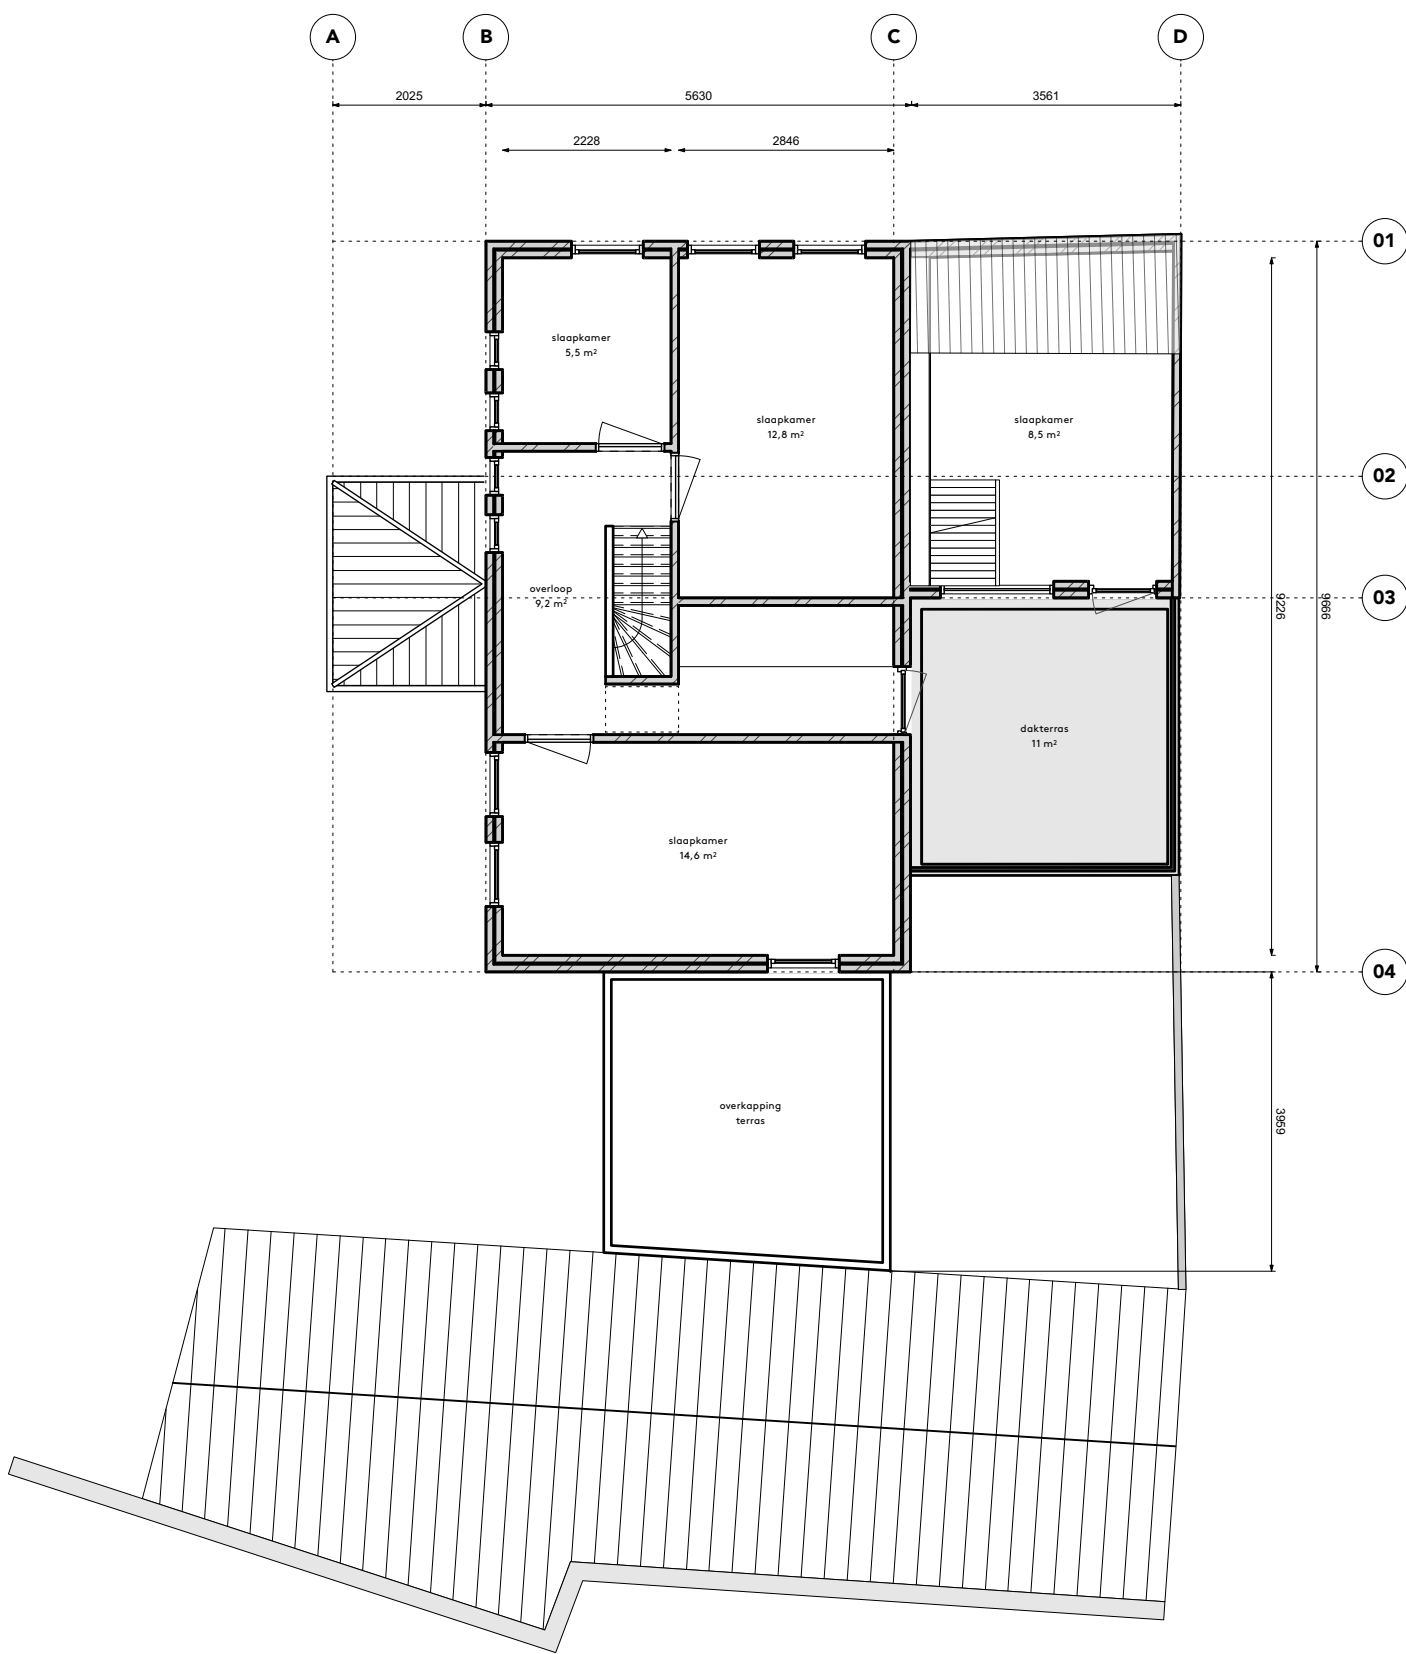 A
B
C
D
2025
5630
3561
2228
2846
01
slaapkamer
5,5 m²
slaapkamer
12,8 m²
slaapkamer
8,5 m²
02
overloop
9,2 m²
03
9226
9666
dakterras
11 m²
slaapkamer
14,6 m²
04
overkapping
terras
3959